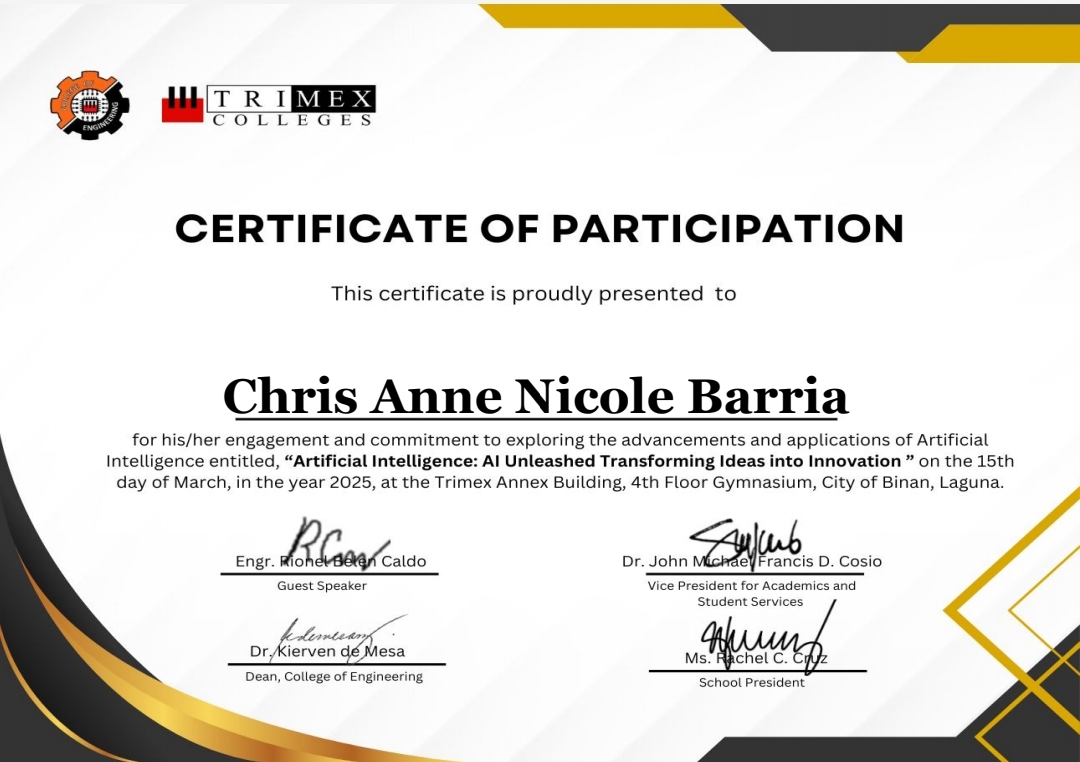 COLLEGE OF
ENGINEERING
TRIMEX
COLLEGES
CERTIFICATE OF PARTICIPATION
This certificate is proudly presented to
Chris Anne Nicole Barria
for his/her engagement and commitment to exploring the advancements and applications of Artificial
Intelligence entitled, “Artificial Intelligence: AI Unleashed Transforming Ideas into Innovation ” on the 15th
day of March, in the year 2025, at the Trimex Annex Building, 4th Floor Gymnasium, City of Binan, Laguna.
Engr. Rionel Belen Caldo
Guest Speaker
Dr. John Michael Francis D. Cosio
Vice President for Academics and
Student Services
Dr. Kierven de Mesa
Dean, College of Engineering
Ms. Rachel C. Cruz
School President